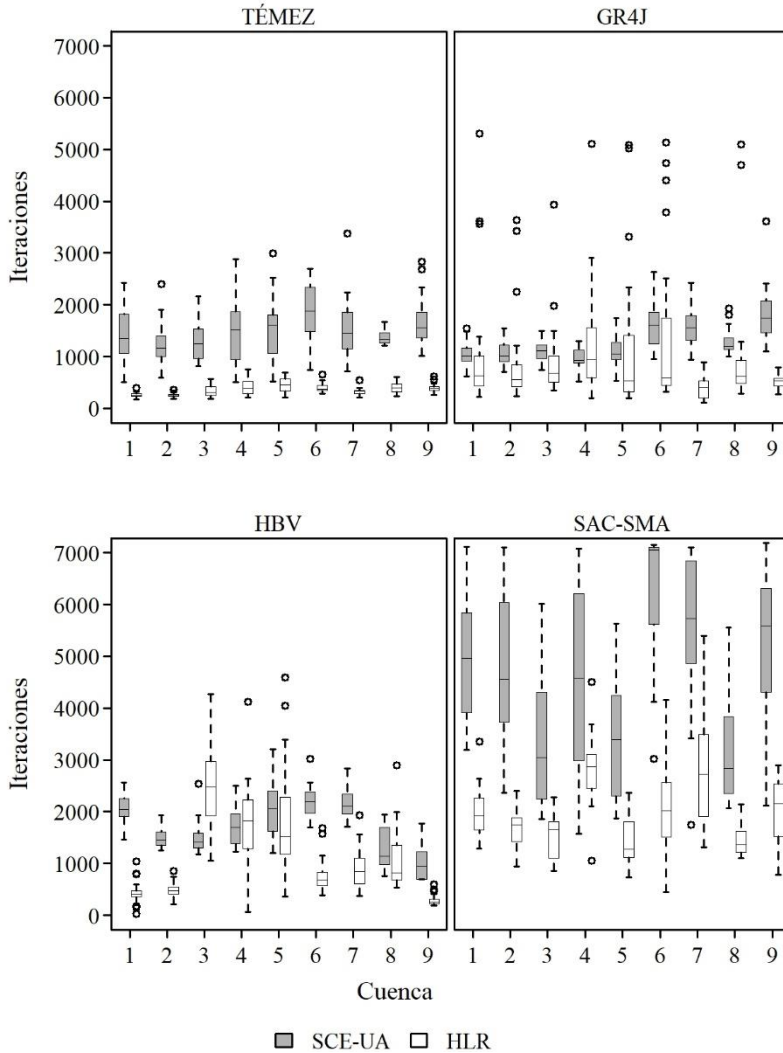 TÉMEZ GR4J
7000
6000
5000
4000
3000
2000
1000
0
Iteraciones
1 2 3 4 5 6 7 8 9 1 2 3 4 5 6 7 8 9
HBV SAC-SMA
7000
6000
5000
4000
3000
2000
1000
0
Iteraciones
1 2 3 4 5 6 7 8 9 1 2 3 4 5 6 7 8 9
Cuenca
SCE-UA HLR